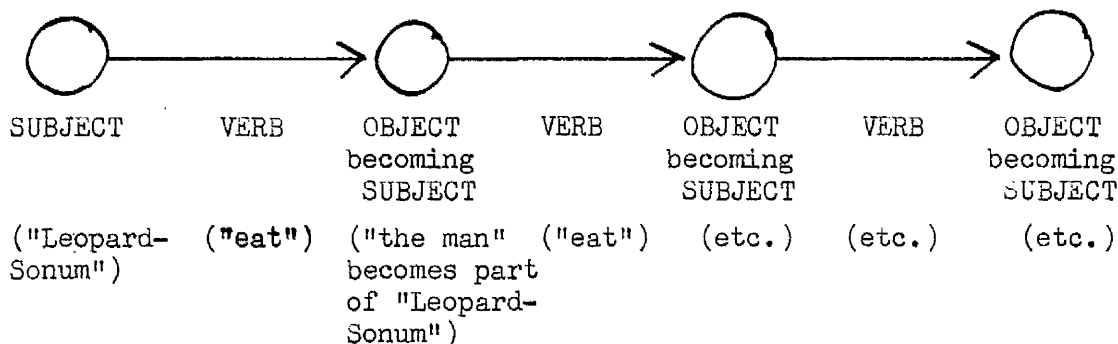 SUBJECT VERB OBJECT VERB OBJECT VERB OBJECT
becoming becoming becoming
SUBJECT SUBJECT SUBJECT
("Leopard- ("eat") ("the man" ("eat") (etc.) (etc.) (etc.)
Sonum") becomes part
of "Leopard-
Sonum")